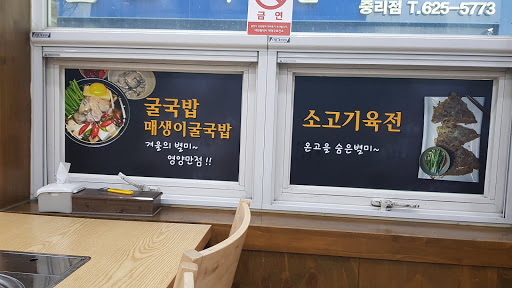 중리점 T.625-5773
금 연
굴국밥
매생이굴국밥
겨울의 별미~
영양만점 !!
소고기육전
온고을 숨은별미~